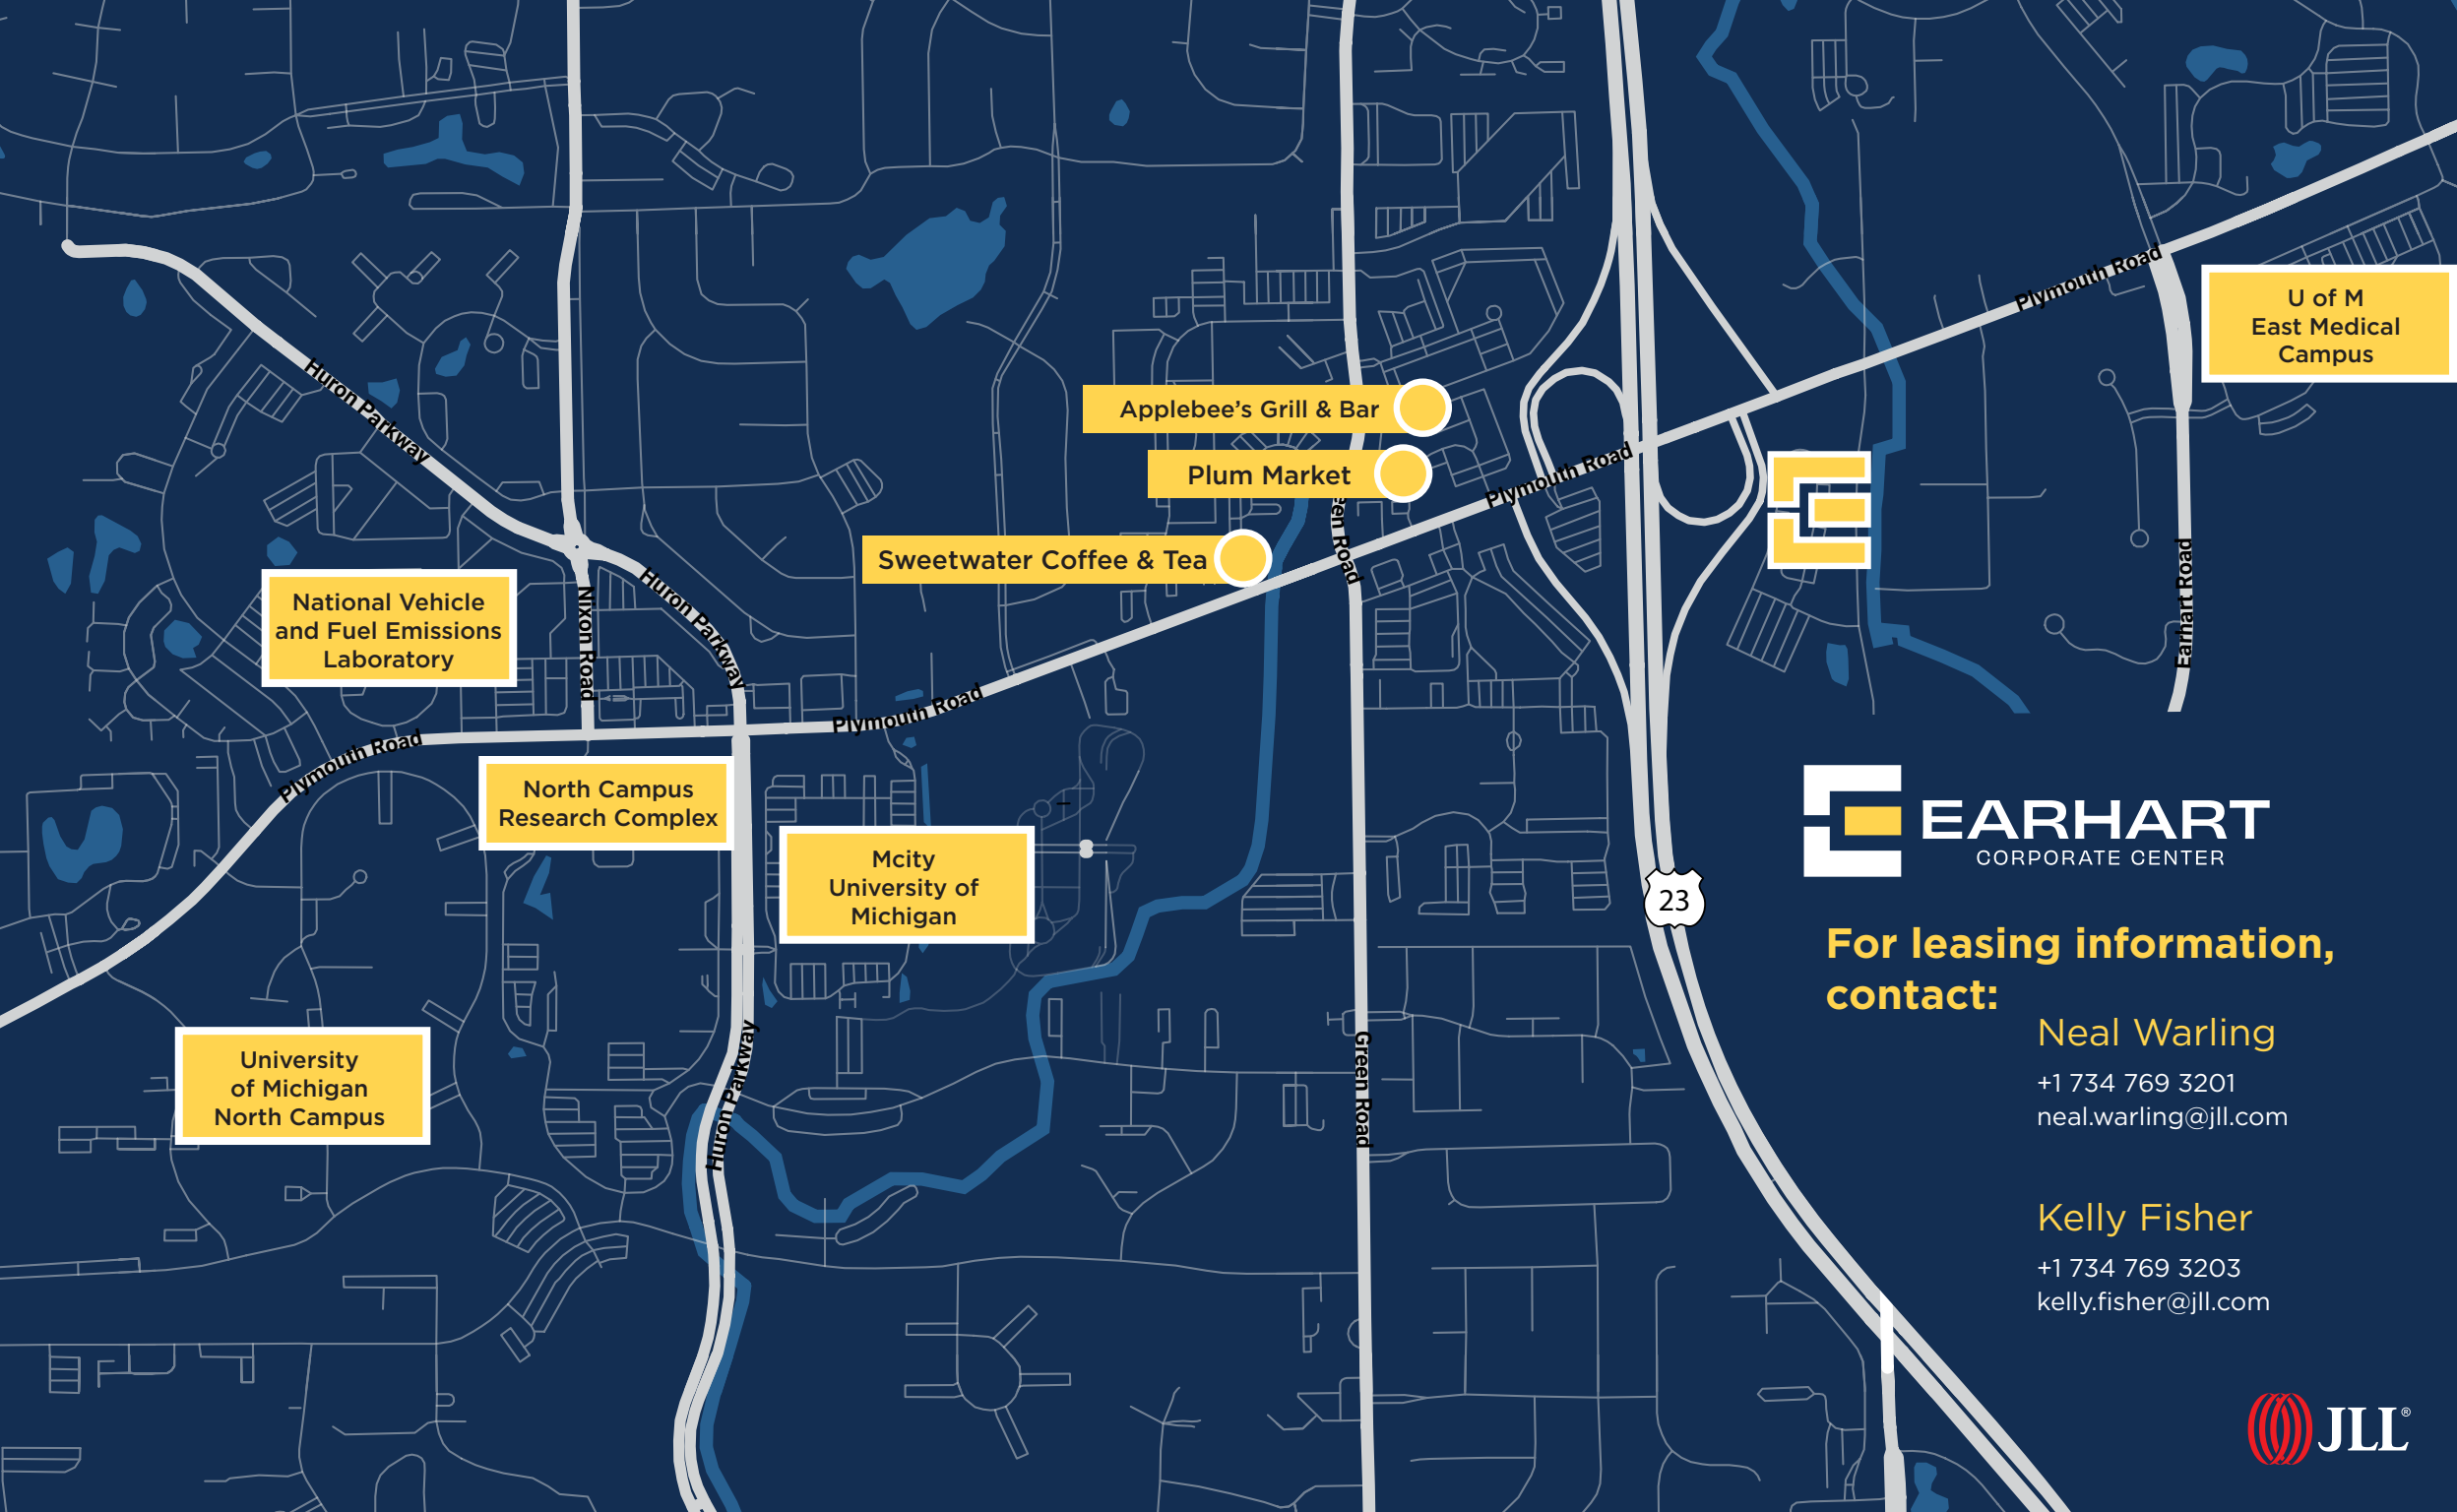 Plymouth Road
U of M
East Medical
Campus
Huron Parkway
Applebee's Grill & Bar
Plum Market
Plymouth Road
Sweetwater Coffee & Tea
een Road
Earhart Road
National Vehicle
and Fuel Emissions
Laboratory
Nixon Road
Huron Parkway
Plymouth Road
Plymouth Road
North Campus
Research Complex
Mcity
University of
Michigan
EARHART
CORPORATE CENTER
23
For leasing information,
contact:
Neal Warling
+1 734 769 3201
neal.warling@jll.com
University
of Michigan
North Campus
Huron Parkway
Green Road
Kelly Fisher
+1 734 769 3203
kelly.fisher@jll.com
JLL®